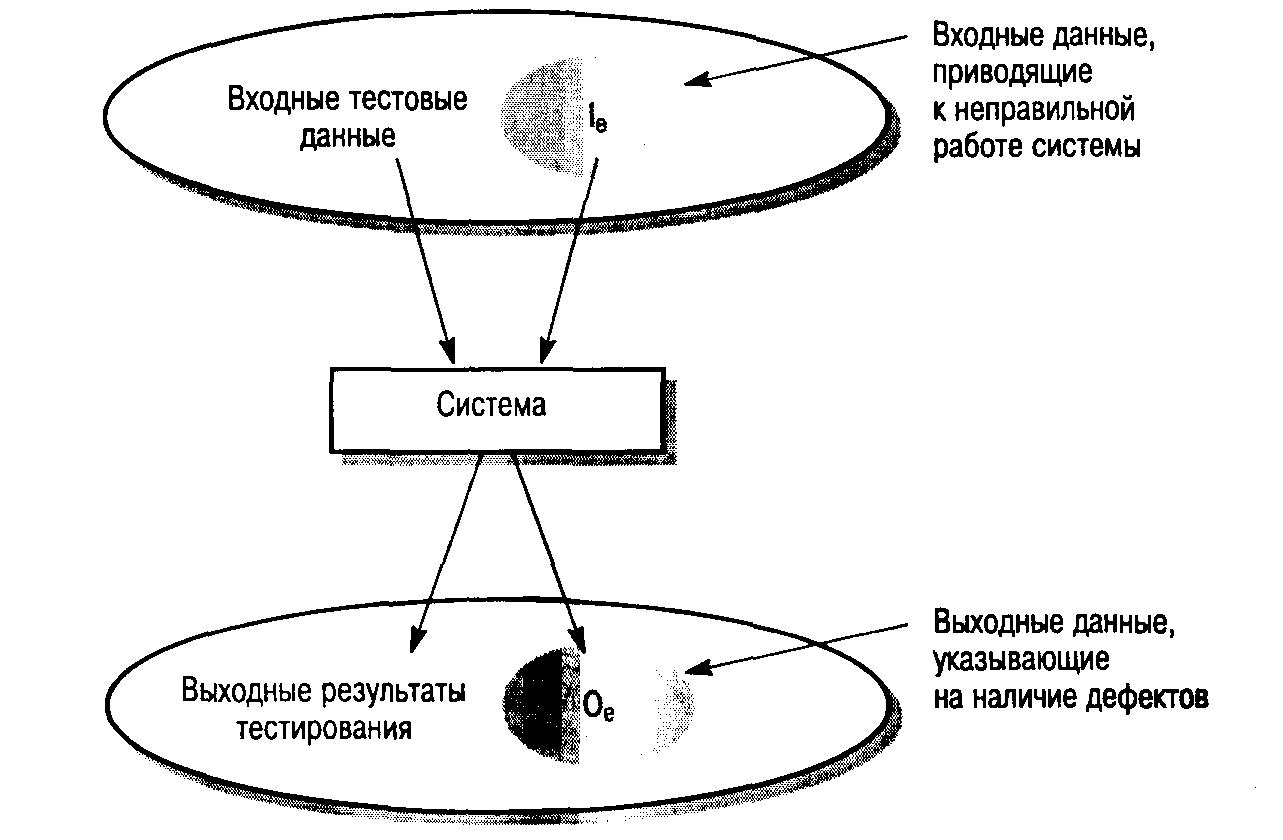 Входные данные,
приводящие
к неправильной
работе системы
Входные тестовые
данные
Ie
Система
Выходные данные,
указывающие
на наличие дефектов
Выходные результаты
тестирования
Oe